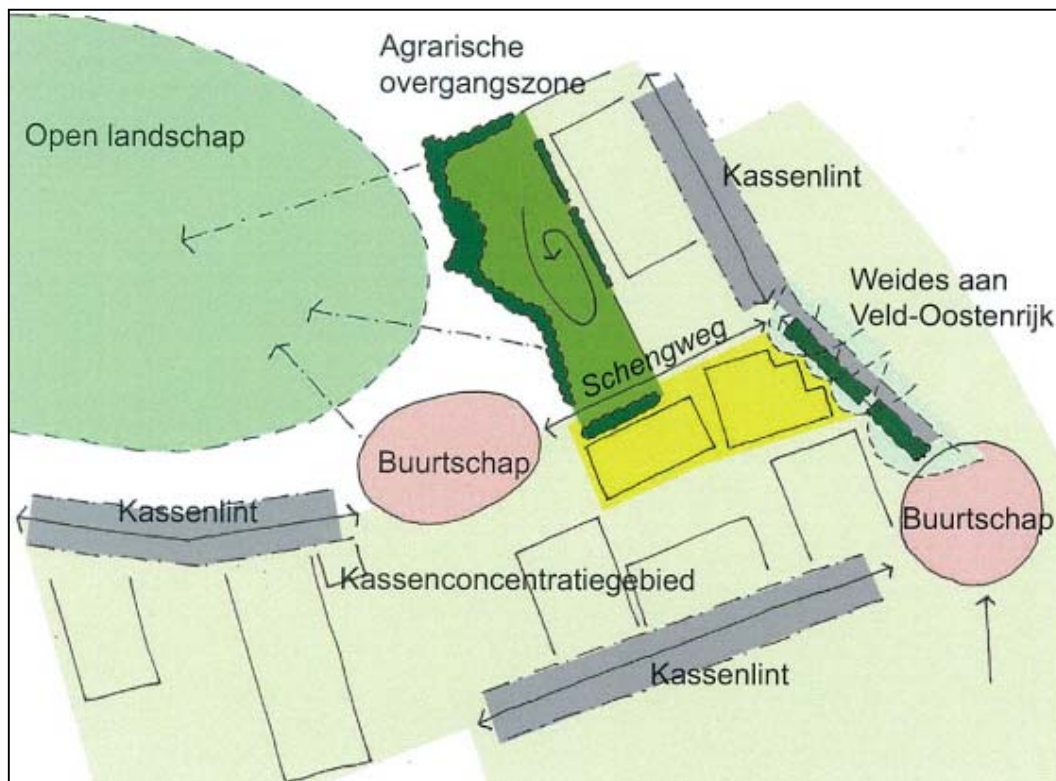 Agrarische
overgangszone
Open landschap
Kassenlint
Weides aan
Veld-Oostenrijk
Schengweg
Buurtschap
Kassenlint
Buurtschap
Kassenconcentratiegebied
Kassenlint